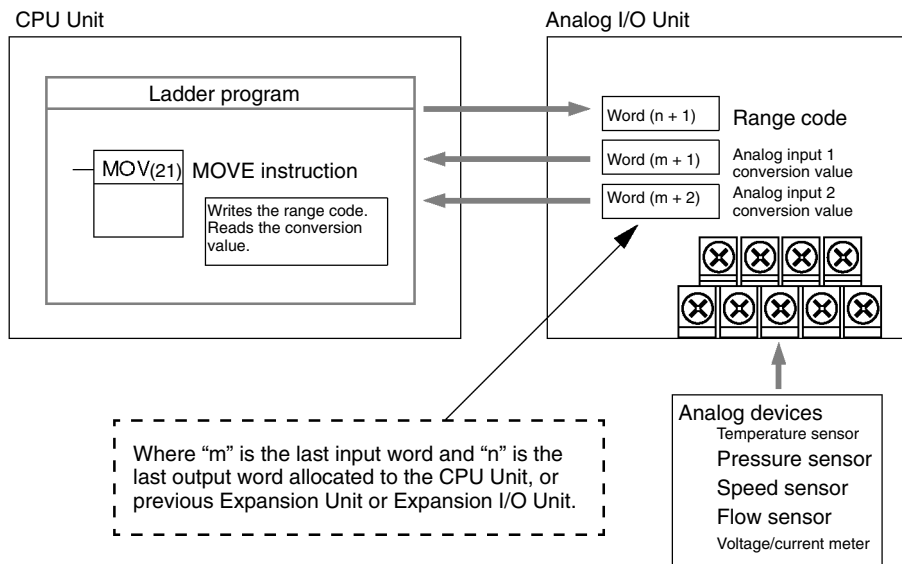 CPU Unit
Analog I/O Unit
Ladder program
MOV(21)
MOVE instruction
Writes the range code.
Reads the conversion
value.
Word (n + 1)
Range code
Word (m + 1)
Analog input 1
conversion value
Word (m + 2)
Analog input 2
conversion value
Where “m” is the last input word and “n” is the
last output word allocated to the CPU Unit, or
previous Expansion Unit or Expansion I/O Unit.
Analog devices
Temperature sensor
Pressure sensor
Speed sensor
Flow sensor
Voltage/current meter